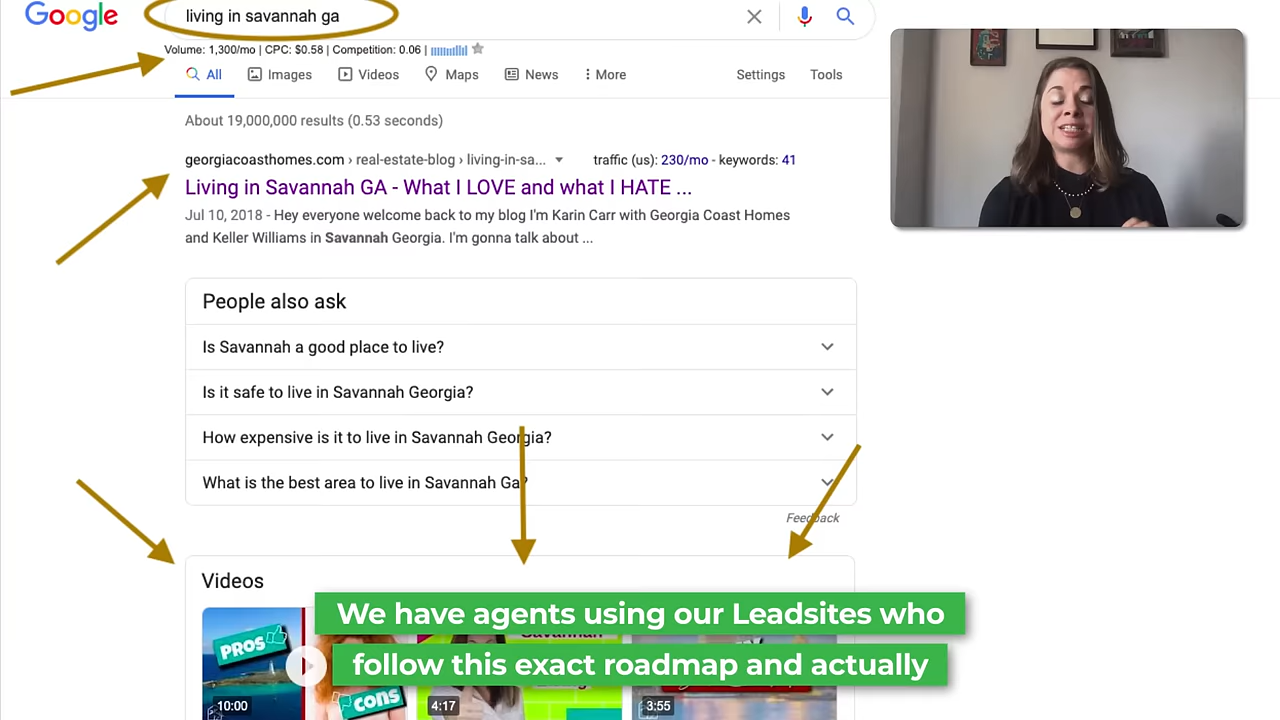 Google
living in savannah ga
Volume: 1,300/mo | CPC: $0.58 | Competition: 0.06 |
All Images Videos Maps News More Settings Tools
About 19,000,000 results (0.53 seconds)
georgiacoasthomes.com › real-estate-blog › living-in-sa... traffic (us): 230/mo - keywords: 41
Living in Savannah GA - What I LOVE and what I HATE ...
Jul 10, 2018 - Hey everyone welcome back to my blog I'm Karin Carr with Georgia Coast Homes
and Keller Williams in Savannah Georgia. I'm gonna talk about ...
People also ask
Is Savannah a good place to live?
Is it safe to live in Savannah Georgia?
How expensive is it to live in Savannah Georgia?
What is the best area to live in Savannah Ga?
Feedback
Videos
We have agents using our Leadsites who
follow this exact roadmap and actually
PROS
CONS
Savannah
10:00
4:17
3:55